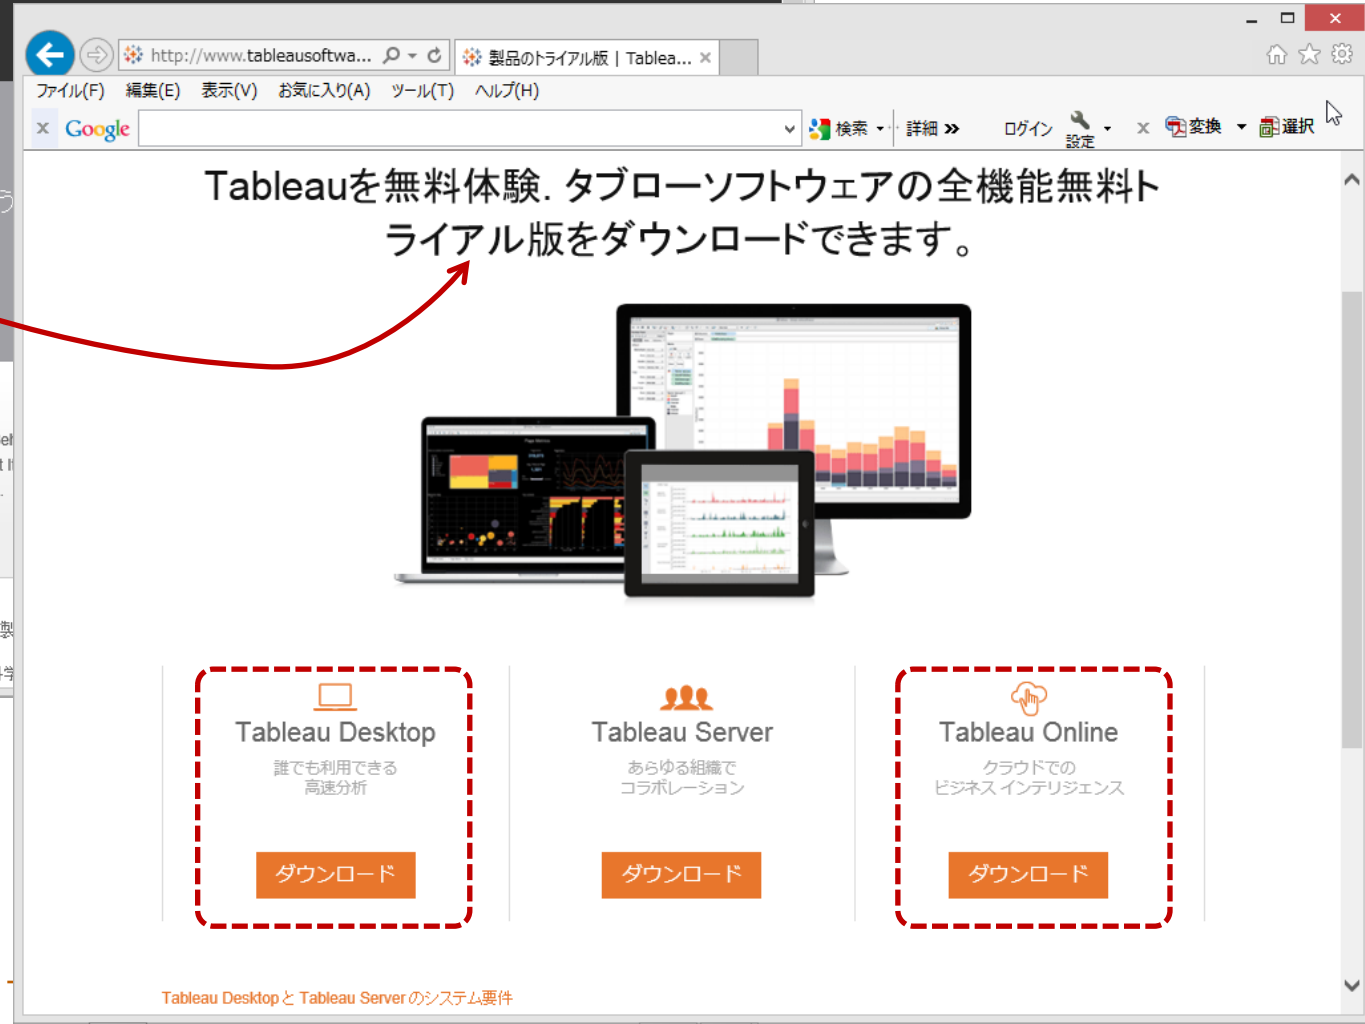 http://www.tableausoftwa...
製品のトライアル版 | Tablea...
ファイル(F) 編集(E) 表示(V) お気に入り(A) ツール(T) ヘルプ(H)
x Google 検索 詳細 » ログイン 設定 x 変換 選択
Tableauを無料体験. タブローソフトウェアの全機能無料ト
ライアル版をダウンロードできます。
Tableau Desktop
誰でも利用できる
高速分析
ダウンロード
Tableau Server
あらゆる組織で
コラボレーション
ダウンロード
Tableau Online
クラウドでの
ビジネス インテリジェンス
ダウンロード
Tableau Desktop と Tableau Server のシステム要件